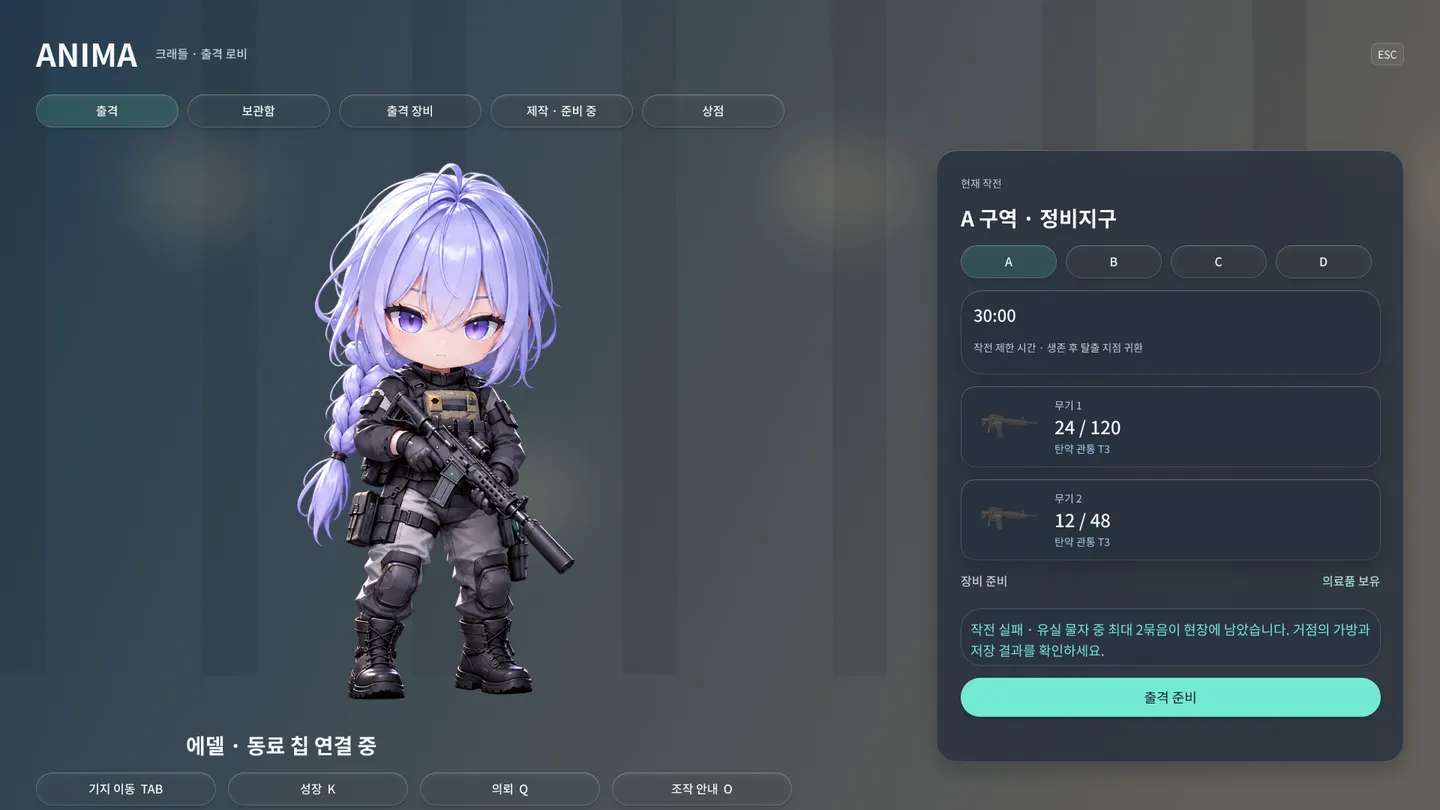 ANIMA 크래들 · 출격 로비
ESC
출격 보관함 출격 장비 제작 · 준비 중 상점
현재 작전
A 구역 · 정비지구
A B C D
30:00
작전 제한 시간 · 생존 후 탈출 지점 귀환
무기 1
24 / 120
탄약 관통 T3
무기 2
12 / 48
탄약 관통 T3
장비 준비 의료품 보유
작전 실패 · 유실 물자 중 최대 2묶음이 현장에 남았습니다. 거점의 가방과
저장 결과를 확인하세요.
출격 준비
에델 · 동료 칩 연결 중
기지 이동 TAB 성장 K 의뢰 Q 조작 안내 O